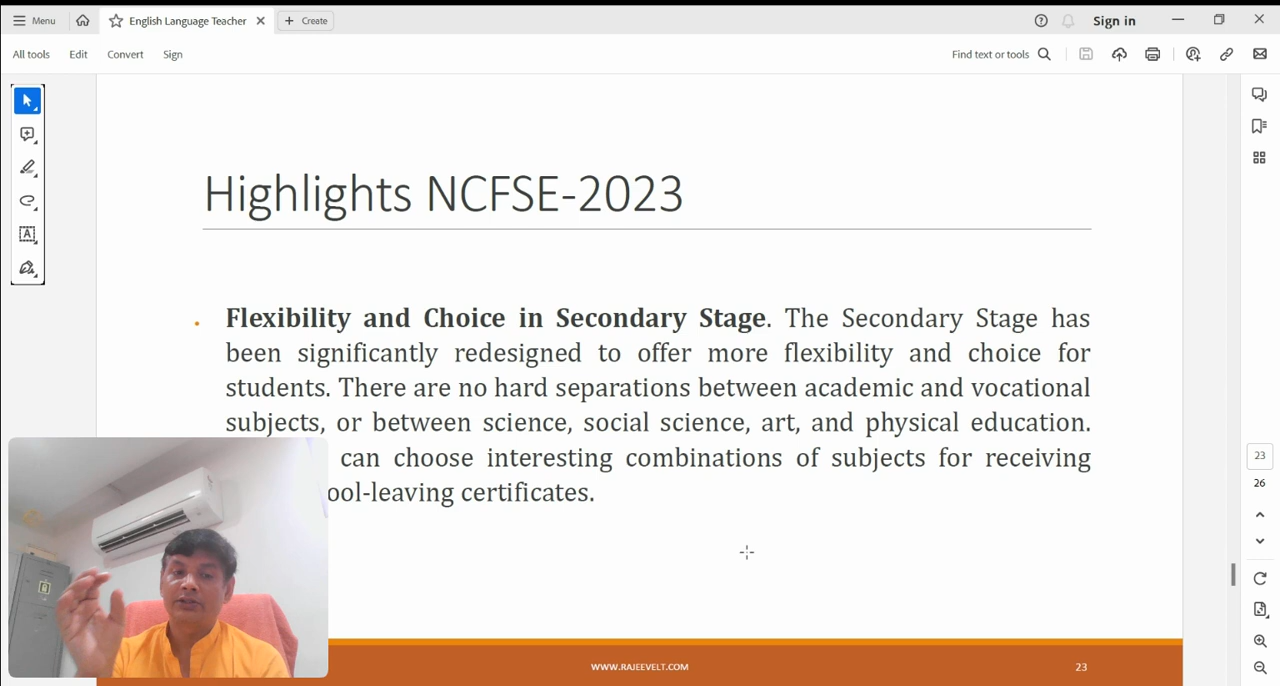 Menu
English Language Teacher
Create
Sign in
All tools
Edit
Convert
Sign
Find text or tools
Highlights NCFSE-2023
Flexibility and Choice in Secondary Stage. The Secondary Stage has
been significantly redesigned to offer more flexibility and choice for
students. There are no hard separations between academic and vocational
subjects, or between science, social science, art, and physical education.
can choose interesting combinations of subjects for receiving
ool-leaving certificates.
23
26
WWW.RAJEEVELT.COM
23